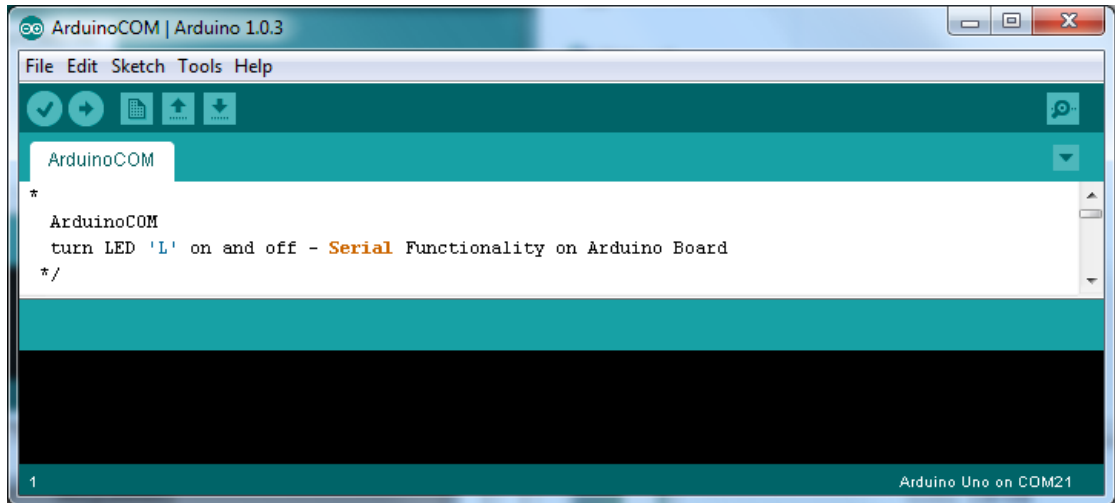 ArduinoCOM | Arduino 1.0.3
File Edit Sketch Tools Help
ArduinoCOM
*
ArduinoCOM
turn LED 'L' on and off - Serial Functionality on Arduino Board
*/
1 Arduino Uno on COM21